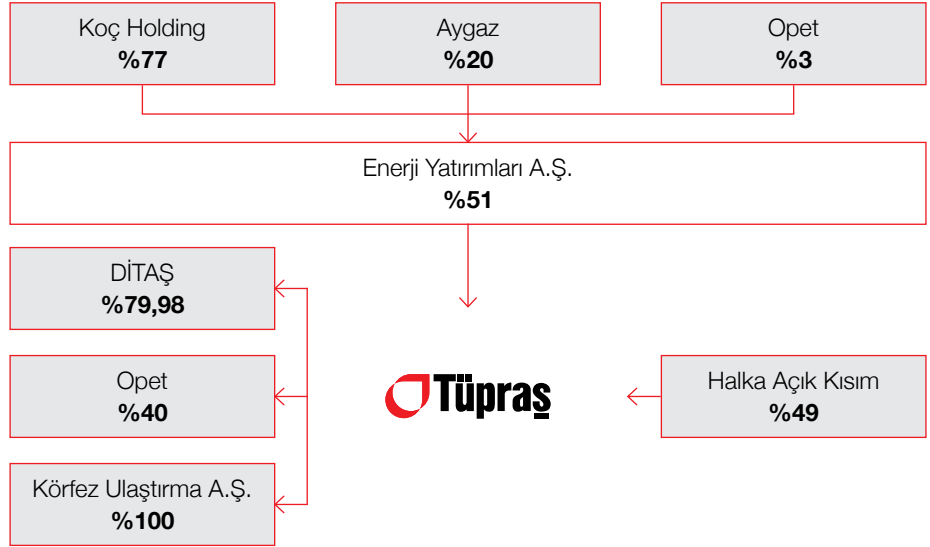 Koç Holding
%77
Aygaz
%20
Opet
%3
Enerji Yatırımları A.Ş.
%51
DİTAŞ
%79,98
Opet
%40
Körfez Ulaştırma A.Ş.
%100
Tüpraş
Halka Açık Kısım
%49